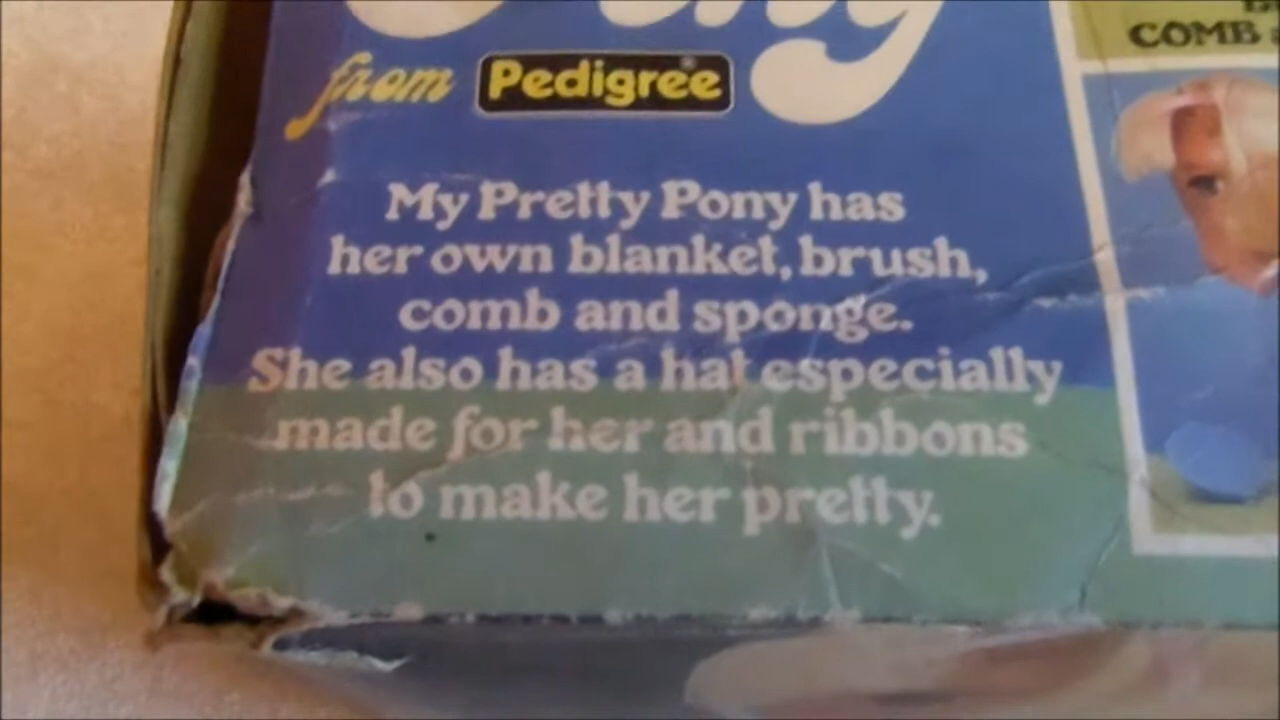 from Pedigree®
COMB
My Pretty Pony has
her own blanket, brush,
comb and sponge.
She also has a hat especially
made for her and ribbons
to make her pretty.